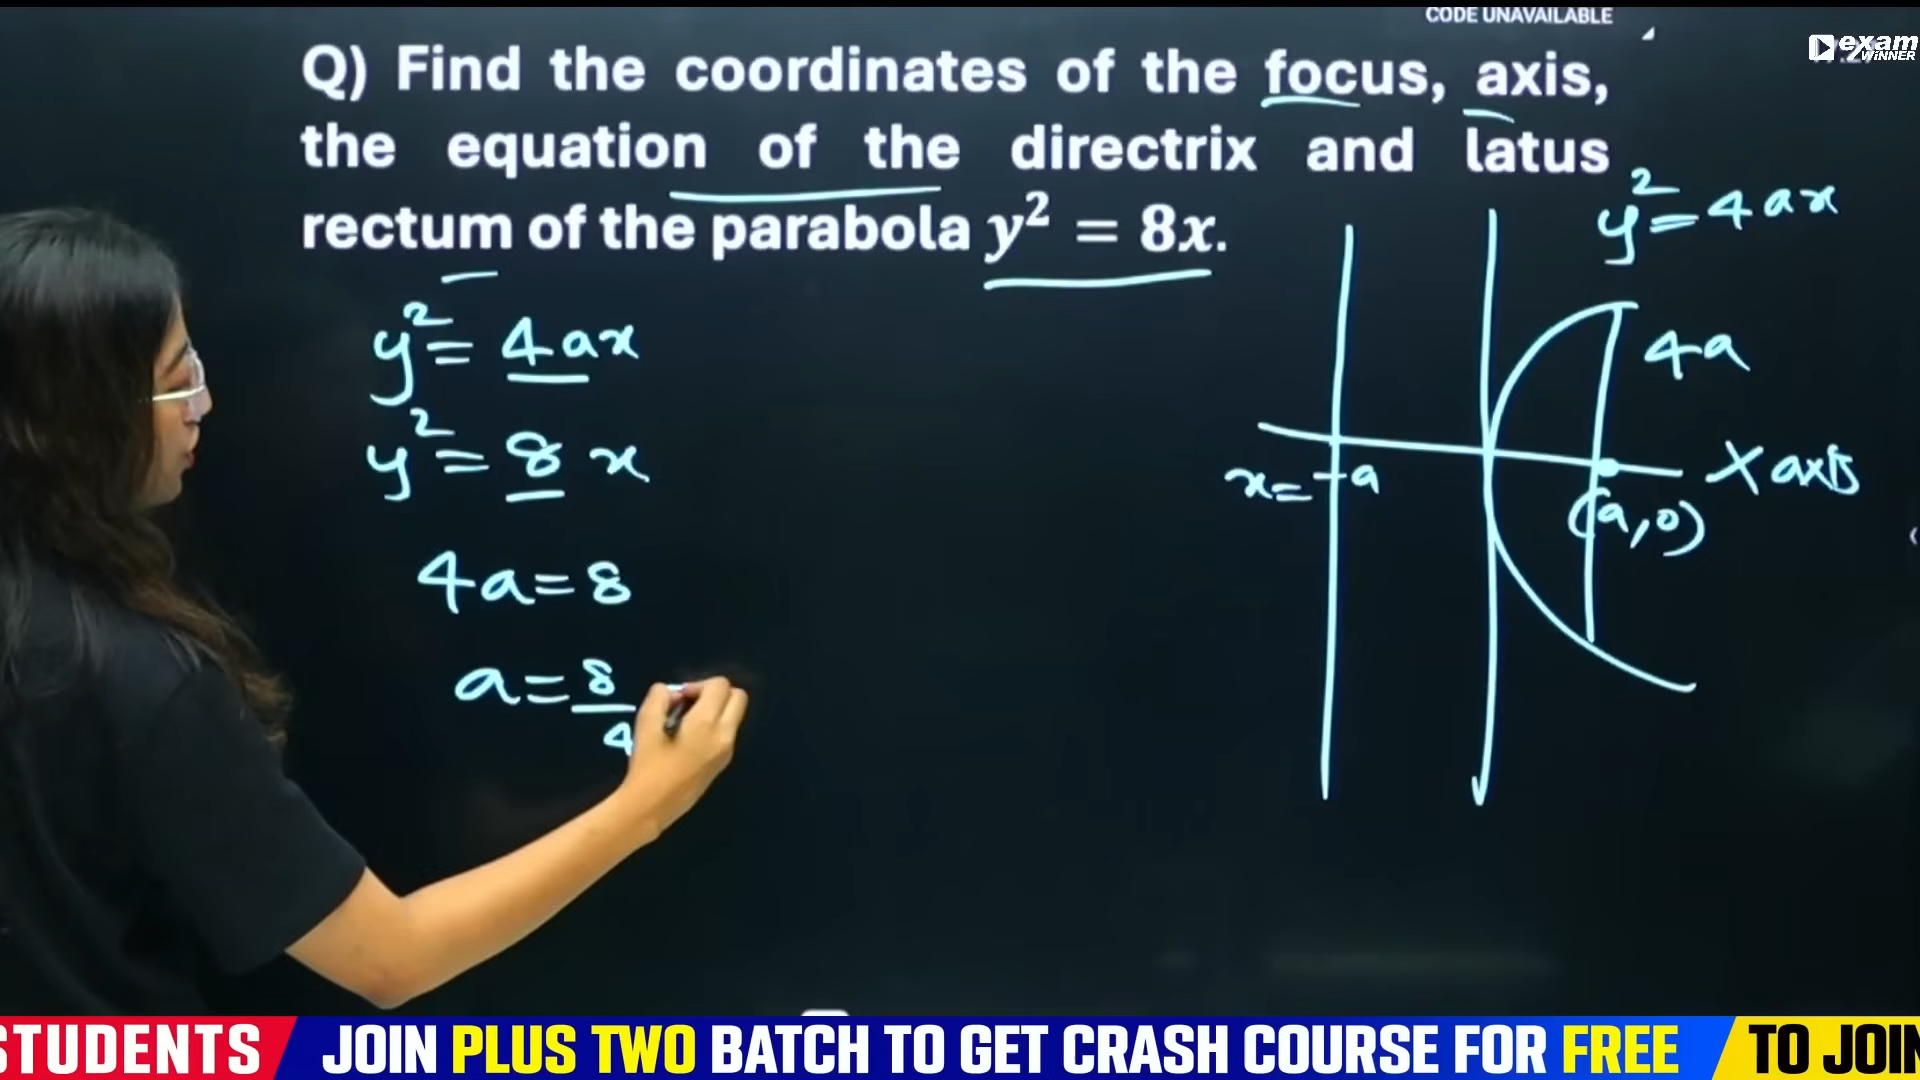 CODE UNAVAILABLE
exam
WiNNER
Q) Find the coordinates of the focus, axis,
the equation of the directrix and latus
rectum of the parabola y² = 8x.
y² = 4ax
y² = 4ax
y² = 8x
4a = 8
a = 8/4
4a
X axis
x = -a
(a, 0)
STUDENTS
JOIN PLUS TWO BATCH TO GET CRASH COURSE FOR FREE
TO JOIN